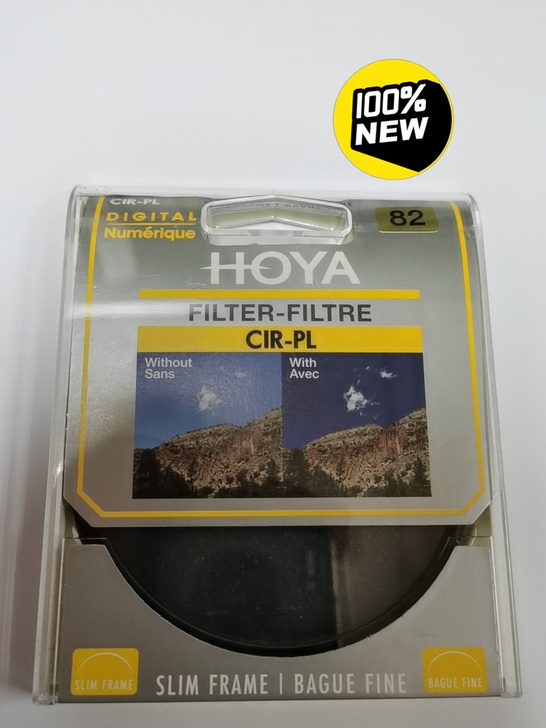 100%
NEW
CIR-PL
DIGITAL
Numérique
82
HOYA
FILTER-FILTRE
CIR-PL
Without
Sans
With
Avec
SLIM FRAME
SLIM FRAME | BAGUE FINE
BAGUE FINE